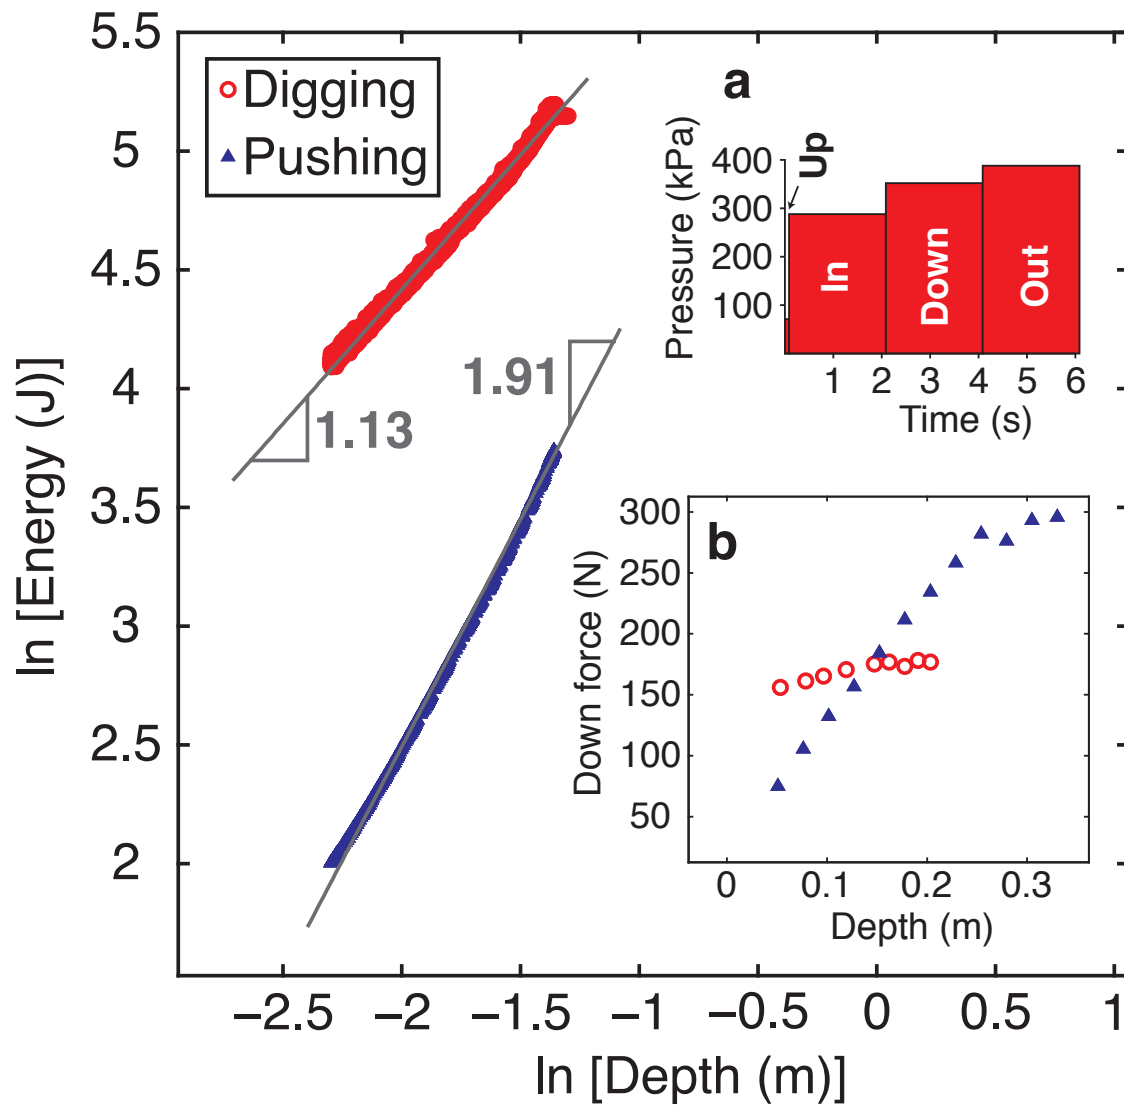 5.5
5
4.5
4
3.5
3
2.5
2
ln [Energy (J)]
Digging
Pushing
1.13
1.91
−2.5 −2 −1.5 −1 −0.5 0 0.5 1
ln [Depth (m)]
a
Up
400
300
200
100
Pressure (kPa)
In
Down
Out
1 2 3 4 5 6
Time (s)
b
300
250
200
150
100
50
Down force (N)
0 0.1 0.2 0.3
Depth (m)